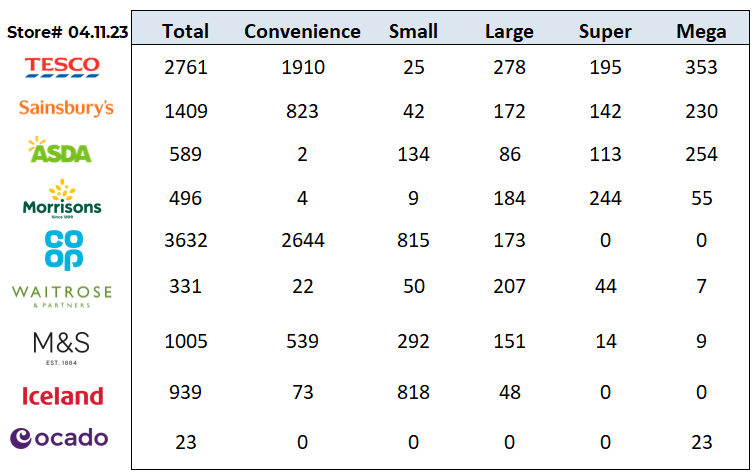 Store# 04.11.23 Total Convenience Small Large Super Mega
TESCO 2761 1910 25 278 195 353
Sainsbury's 1409 823 42 172 142 230
ASDA 589 2 134 86 113 254
Morrisons 496 4 9 184 244 55
Since 1899
CO
OP 3632 2644 815 173 0 0
WAITROSE 331 22 50 207 44 7
& PARTNERS
M&S 1005 539 292 151 14 9
EST. 1884
Iceland 939 73 818 48 0 0
ocado 23 0 0 0 0 23